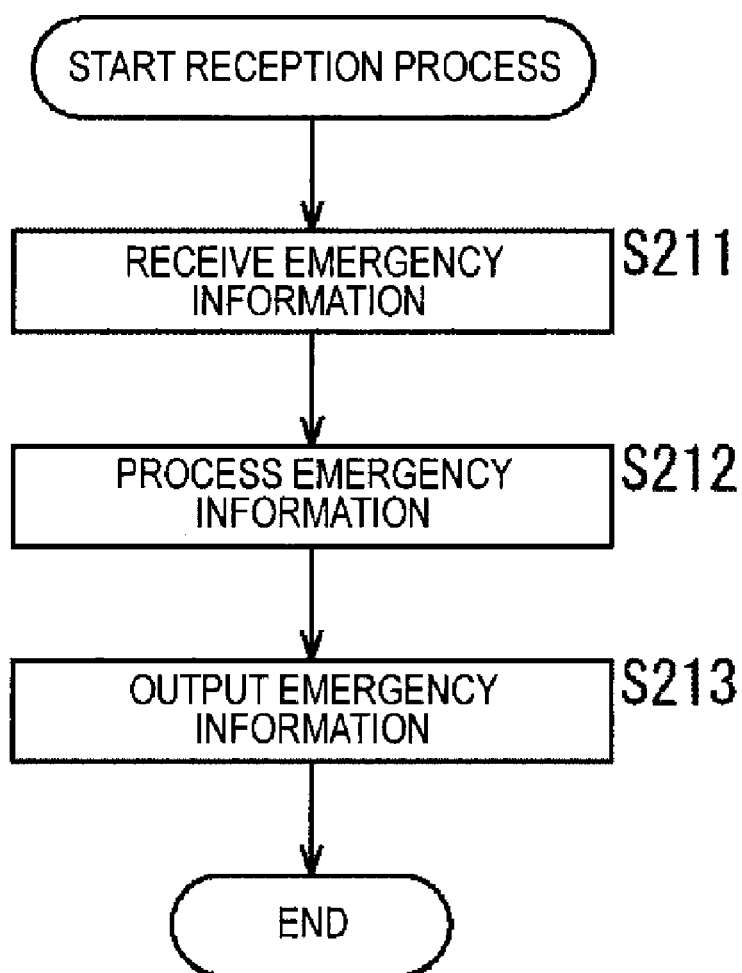 START RECEPTION PROCESS
RECEIVE EMERGENCY
INFORMATION
S211
PROCESS EMERGENCY
INFORMATION
S212
OUTPUT EMERGENCY
INFORMATION
S213
END